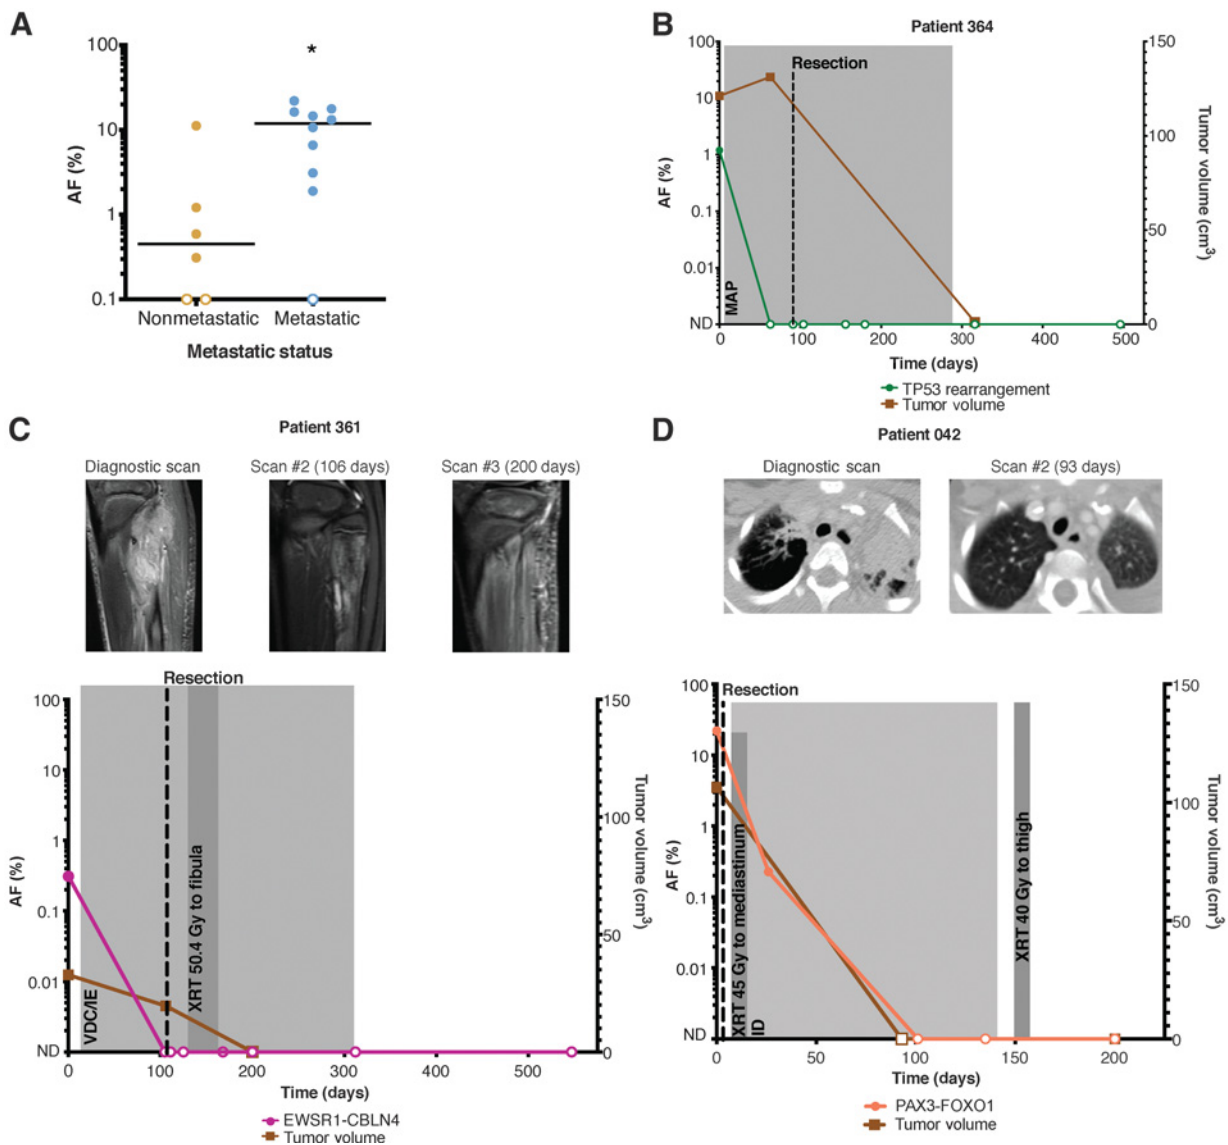 A
100
10
1
0.1
AF (%)
*
Nonmetastatic
Metastatic
Metastatic status
B
Patient 364
100
10
1
0.1
0.01
ND
AF (%)
Resection
MAP
150
100
50
0
Tumor volume (cm3)
0 100 200 300 400 500
Time (days)
TP53 rearrangement
Tumor volume
C
Patient 361
Diagnostic scan
Scan #2 (106 days)
Scan #3 (200 days)
Resection
100
10
1
0.1
0.01
ND
AF (%)
VDC/IE
XRT 50.4 Gy to fibula
150
100
50
0
Tumor volume (cm3)
0 100 200 300 400 500
Time (days)
EWSR1-CBLN4
Tumor volume
D
Patient 042
Diagnostic scan
Scan #2 (93 days)
Resection
100
10
1
0.1
0.01
ND
AF (%)
XRT 45 Gy to mediastinum
ID
XRT 40 Gy to thigh
150
100
50
0
Tumor volume (cm3)
0 50 100 150 200
Time (days)
PAX3-FOXO1
Tumor volume